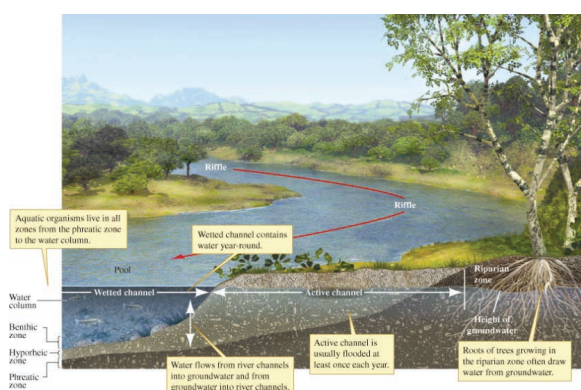 Riffle
Riffle
Aquatic organisms live in all
zones from the phreatic zone
to the water column.
Wetted channel contains
water year-round.
Pool
Riparian
zone
Wetted channel
Active channel
Water
column
Height of
groundwater
Benthic
zone
Hyporheic
zone
Phreatic
zone
Water flows from river channels
into groundwater and from
groundwater into river channels.
Active channel is
usually flooded at
least once each year.
Roots of trees growing in
the riparian zone often draw
water from groundwater.